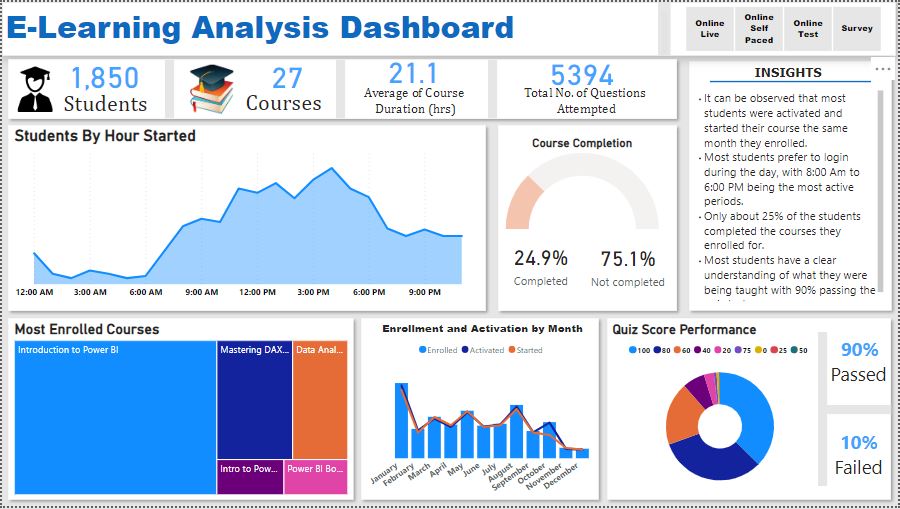 E-Learning Analysis Dashboard
Online Live
Online Self Paced
Online Test
Survey
1,850
Students
27
Courses
21.1
Average of Course
Duration (hrs)
5394
Total No. of Questions
Attempted
INSIGHTS
• It can be observed that most
students were activated and
started their course the same
month they enrolled.
• Most students prefer to login
during the day, with 8:00 Am to
6:00 PM being the most active
periods.
• Only about 25% of the students
completed the courses they
enrolled for.
• Most students have a clear
understanding of what they were
being taught with 90% passing the
Students By Hour Started
12:00 AM 3:00 AM 6:00 AM 9:00 AM 12:00 PM 3:00 PM 6:00 PM 9:00 PM
Course Completion
24.9% 75.1%
Completed Not completed
Most Enrolled Courses
Introduction to Power BI
Mastering DAX...
Data Anal...
Intro to Pow...
Power BI Bo...
Enrollment and Activation by Month
Enrolled Activated Started
January February March April May June July August September October November December
Quiz Score Performance
100 80 60 40 20 75 0 25 50
90%
Passed
10%
Failed